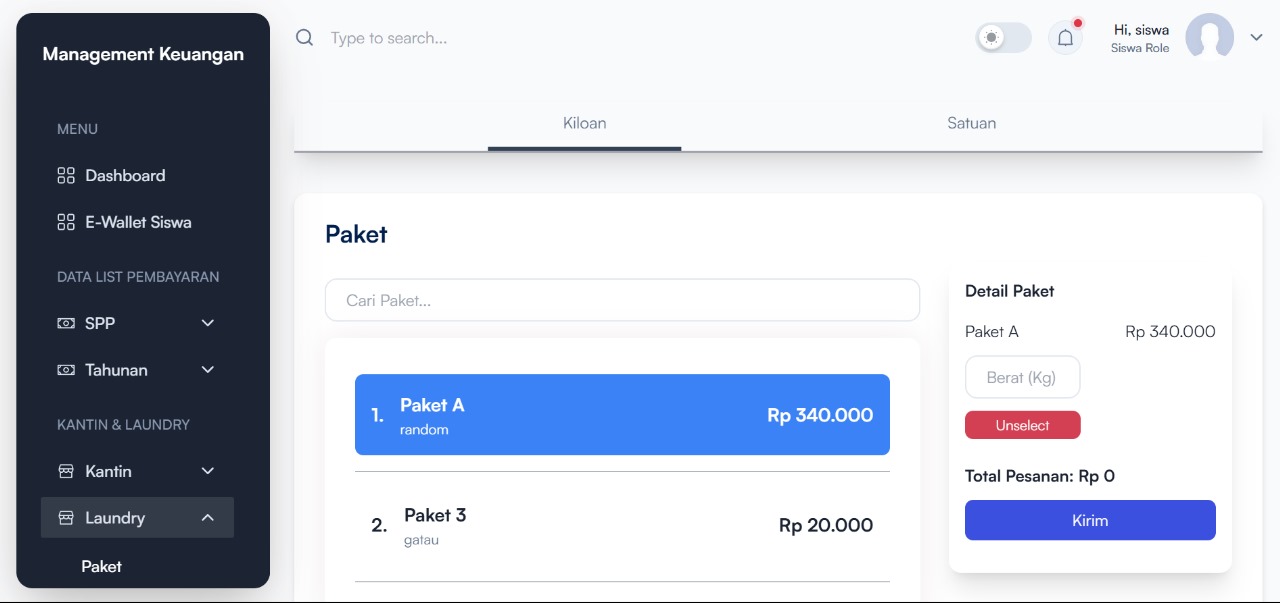 Management Keuangan
MENU
Dashboard
E-Wallet Siswa
DATA LIST PEMBAYARAN
SPP
Tahunan
KANTIN & LAUNDRY
Kantin
Laundry
Paket
Type to search...
Hi, siswa
Siswa Role
Kiloan
Satuan
Paket
Cari Paket...
1. Paket A Rp 340.000
random
2. Paket 3 Rp 20.000
gatau
Detail Paket
Paket A Rp 340.000
Berat (Kg)
Unselect
Total Pesanan: Rp 0
Kirim